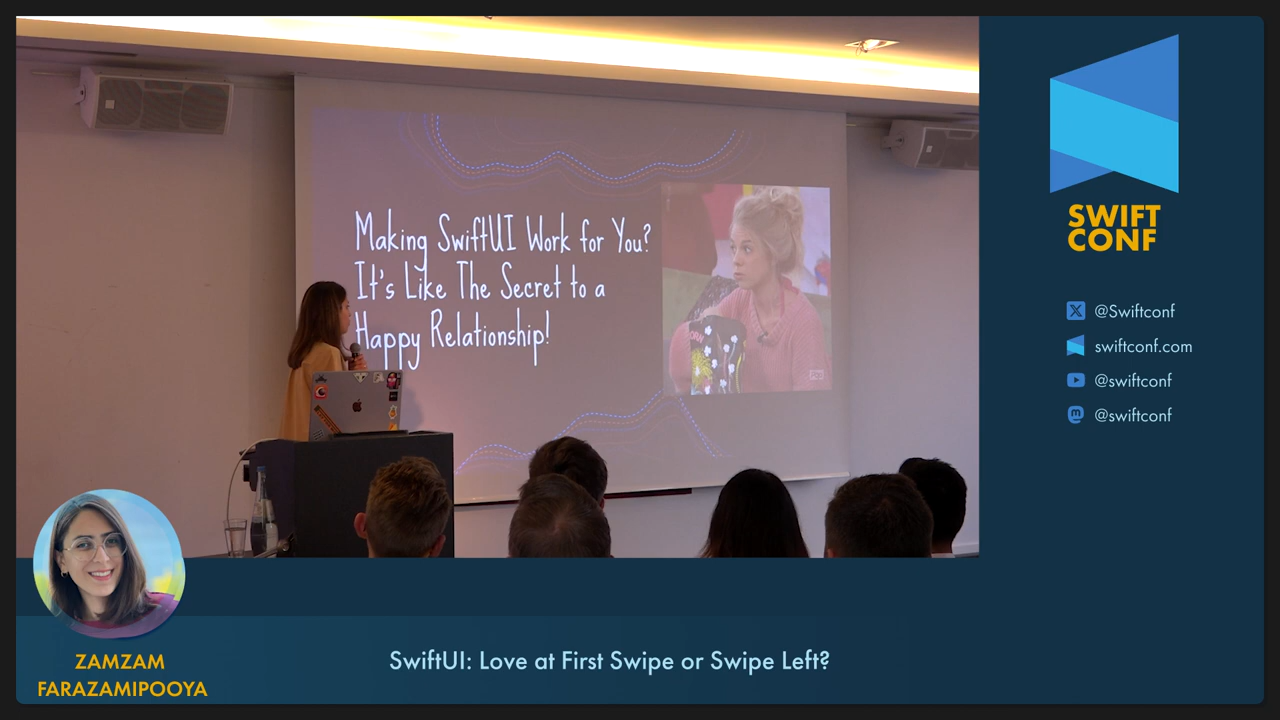 Making SwiftUI Work for You?
It's Like The Secret to a
Happy Relationship!
SWIFT
CONF
@Swiftconf
swiftconf.com
@swiftconf
@swiftconf
ZAMZAM
FARAZAMIPOOYA
SwiftUI: Love at First Swipe or Swipe Left?